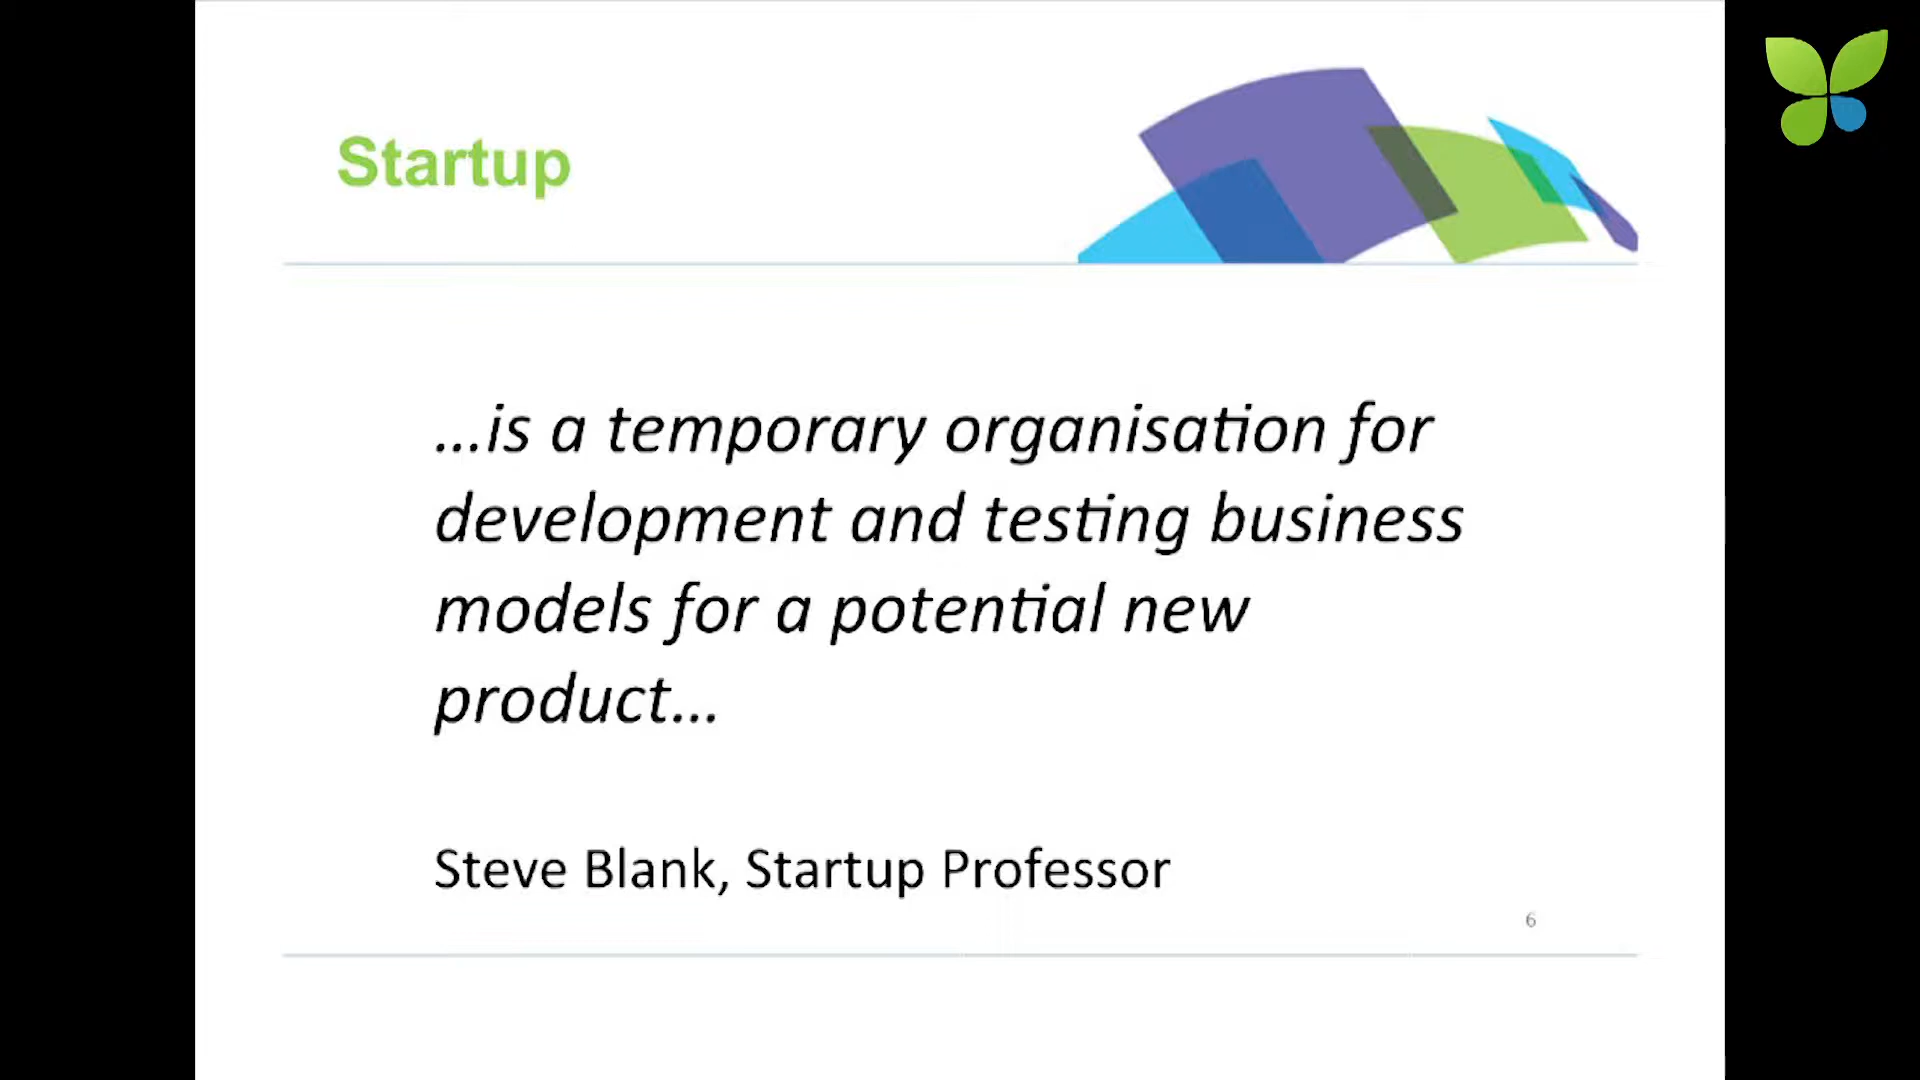 Startup
...is a temporary organisation for
development and testing business
models for a potential new
product...
Steve Blank, Startup Professor
6